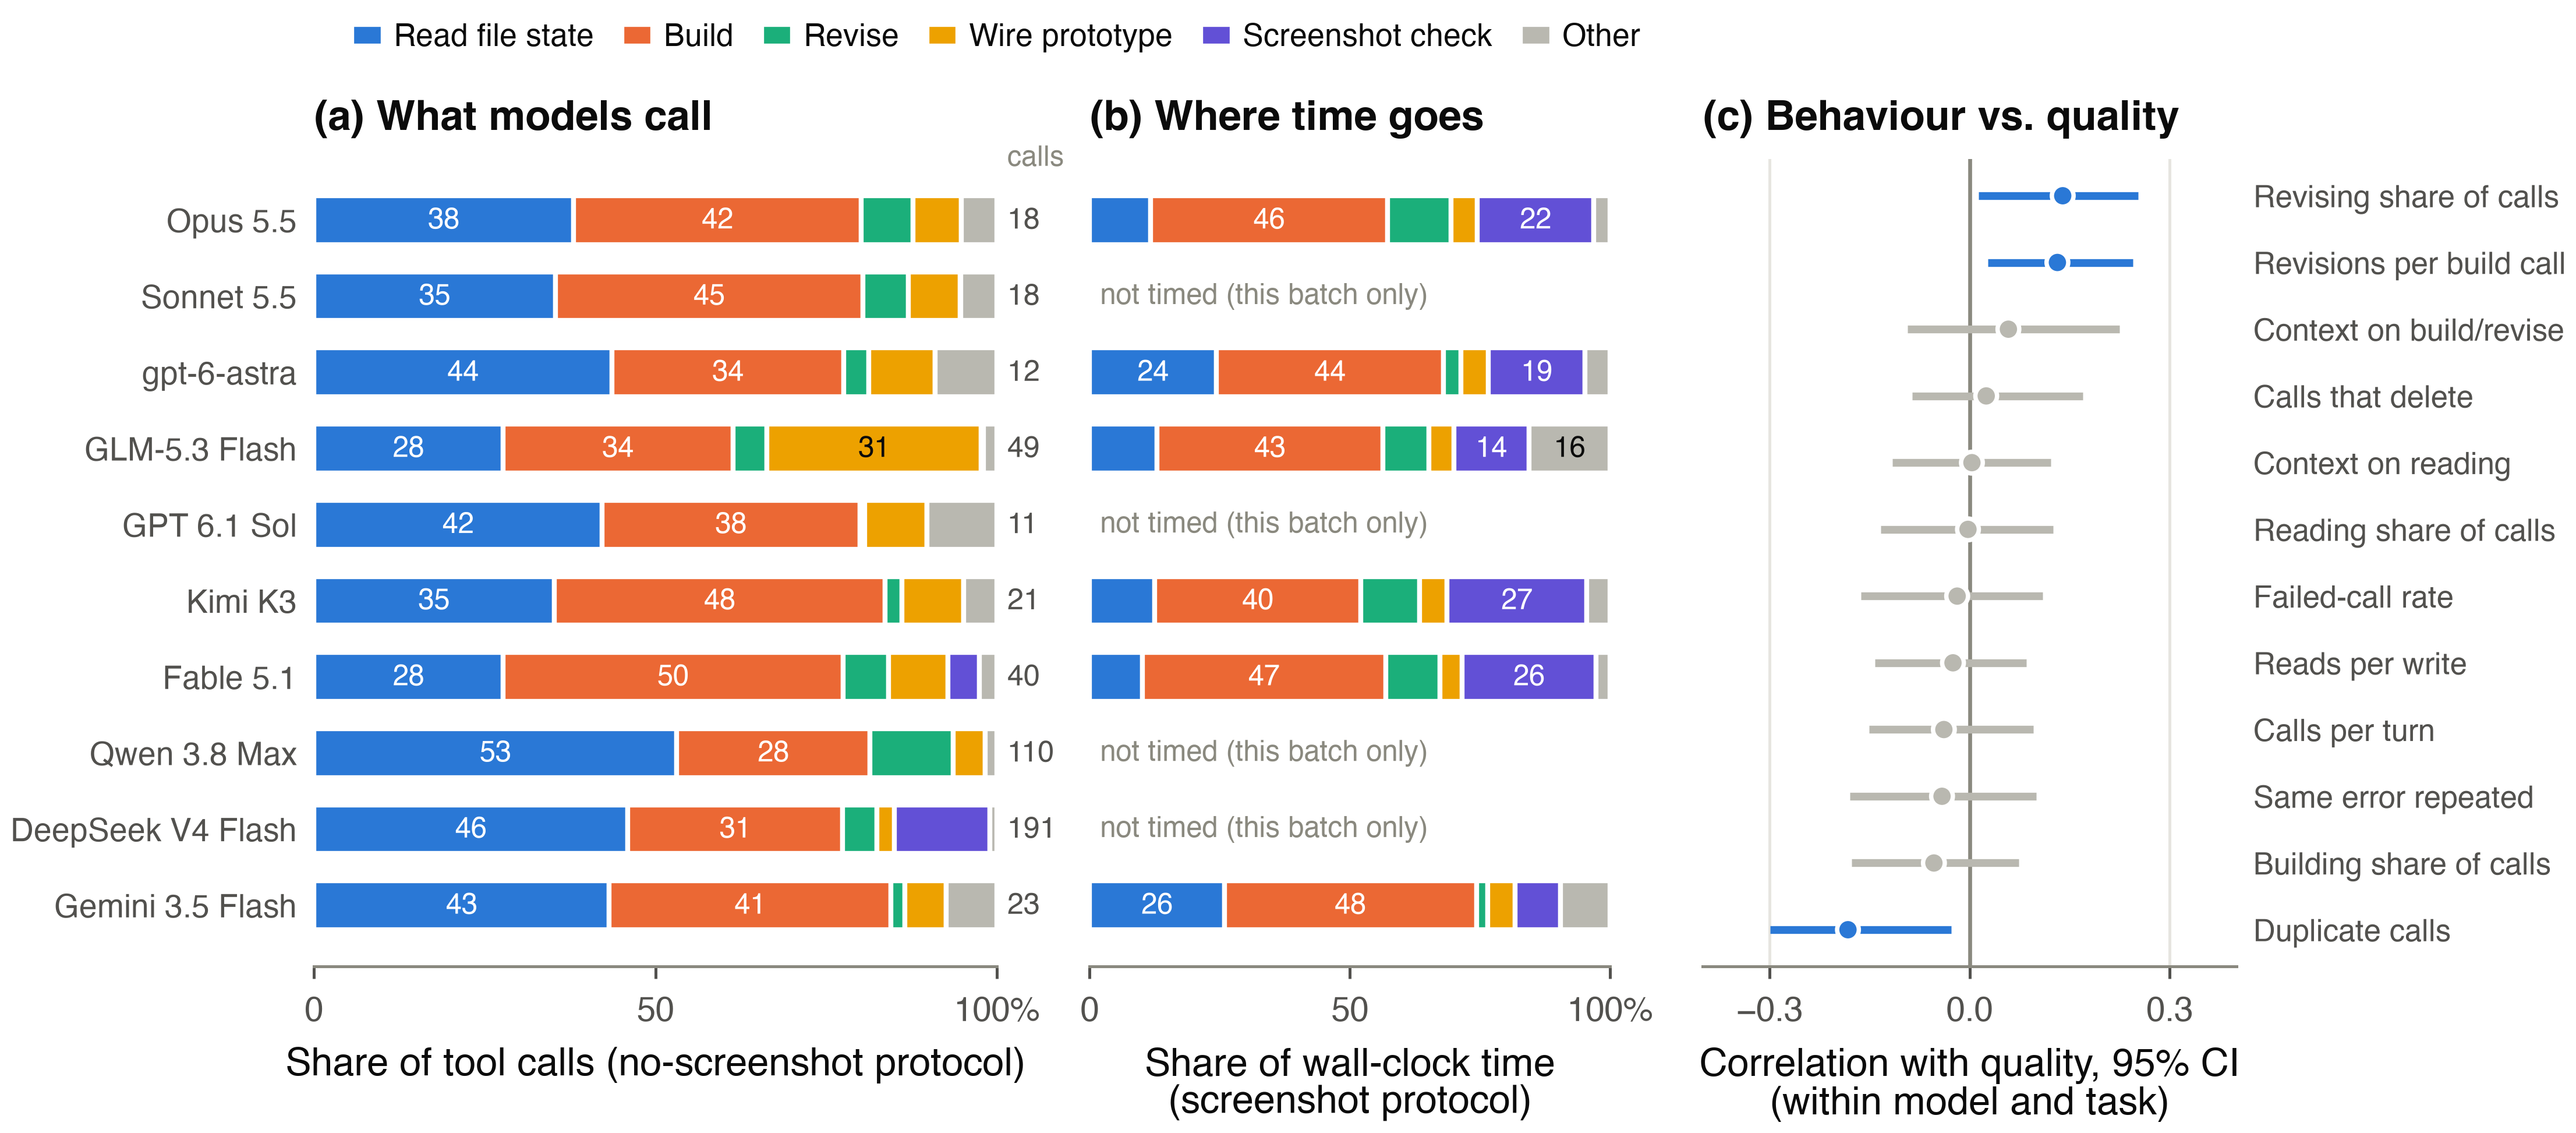 Read file state Build Revise Wire prototype Screenshot check Other
(a) What models call
calls
Opus 5.5 38 42 18
Sonnet 5.5 35 45 18
gpt-6-astra 44 34 12
GLM-5.3 Flash 28 34 31 49
GPT 6.1 Sol 42 38 11
Kimi K3 35 48 21
Fable 5.1 28 50 40
Qwen 3.8 Max 53 28 110
DeepSeek V4 Flash 46 31 191
Gemini 3.5 Flash 43 41 23
0 50 100%
Share of tool calls (no-screenshot protocol)
(b) Where time goes
46 22
not timed (this batch only)
24 44 19
43 14 16
not timed (this batch only)
40 27
47 26
not timed (this batch only)
not timed (this batch only)
26 48
0 50 100%
Share of wall-clock time
(screenshot protocol)
(c) Behaviour vs. quality
Revising share of calls
Revisions per build call
Context on build/revise
Calls that delete
Context on reading
Reading share of calls
Failed-call rate
Reads per write
Calls per turn
Same error repeated
Building share of calls
Duplicate calls
−0.3 0.0 0.3
Correlation with quality, 95% CI
(within model and task)